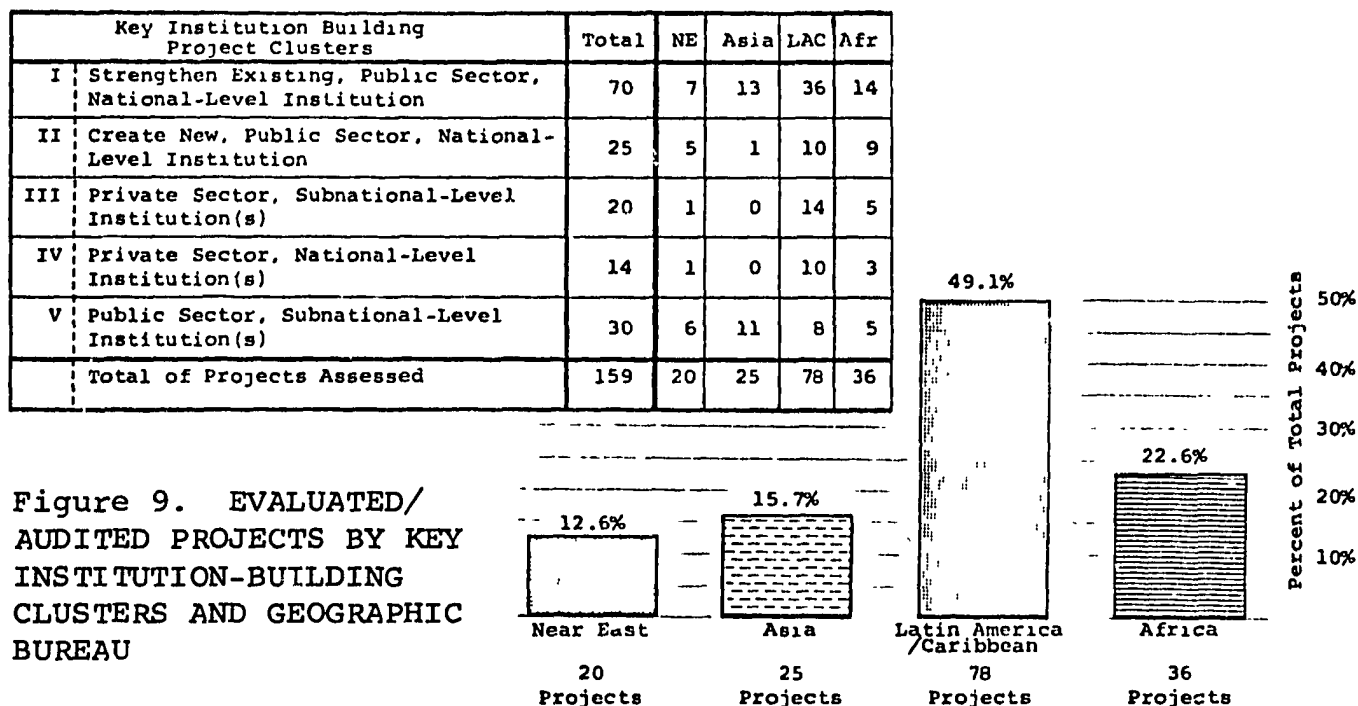 Key Institution Building
Project Clusters
Total NE Asia LAC Afr
I Strengthen Existing, Public Sector,
National-Level Institution
70 7 13 36 14
II Create New, Public Sector, National-
Level Institution
25 5 1 10 9
III Private Sector, Subnational-Level
Institution(s)
20 1 0 14 5
IV Private Sector, National-Level
Institution(s)
14 1 0 10 3
V Public Sector, Subnational-Level
Institution(s)
30 6 11 8 5
Total of Projects Assessed 159 20 25 78 36
Figure 9. EVALUATED/
AUDITED PROJECTS BY KEY
INSTITUTION-BUILDING
CLUSTERS AND GEOGRAPHIC
BUREAU
12.6%
15.7%
49.1%
22.6%
Near East
Asia
Latin America
/Caribbean
Africa
20
Projects
25
Projects
78
Projects
36
Projects
Percent of Total Projects
50%
40%
30%
20%
10%